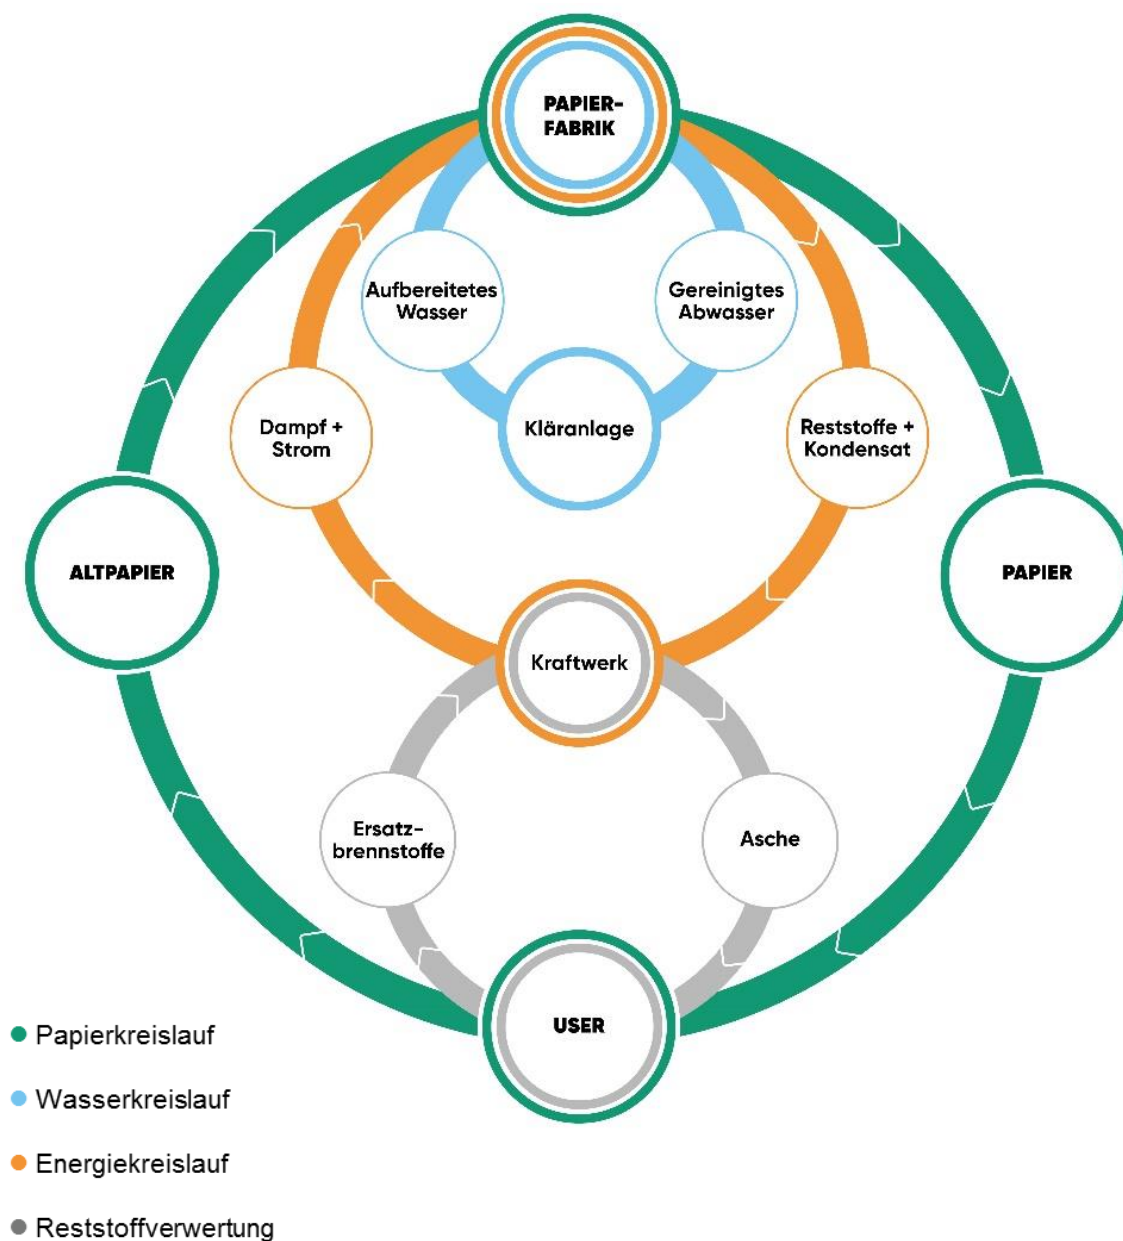 PAPIER-
FABRIK
Aufbereitetes
Wasser
Gereinigtes
Abwasser
Dampf +
Strom
Kläranlage
Reststoffe +
Kondensat
ALTPAPIER
PAPIER
Kraftwerk
Ersatz-
brennstoffe
Asche
USER
Papierkreislauf
Wasserkreislauf
Energiekreislauf
Reststoffverwertung